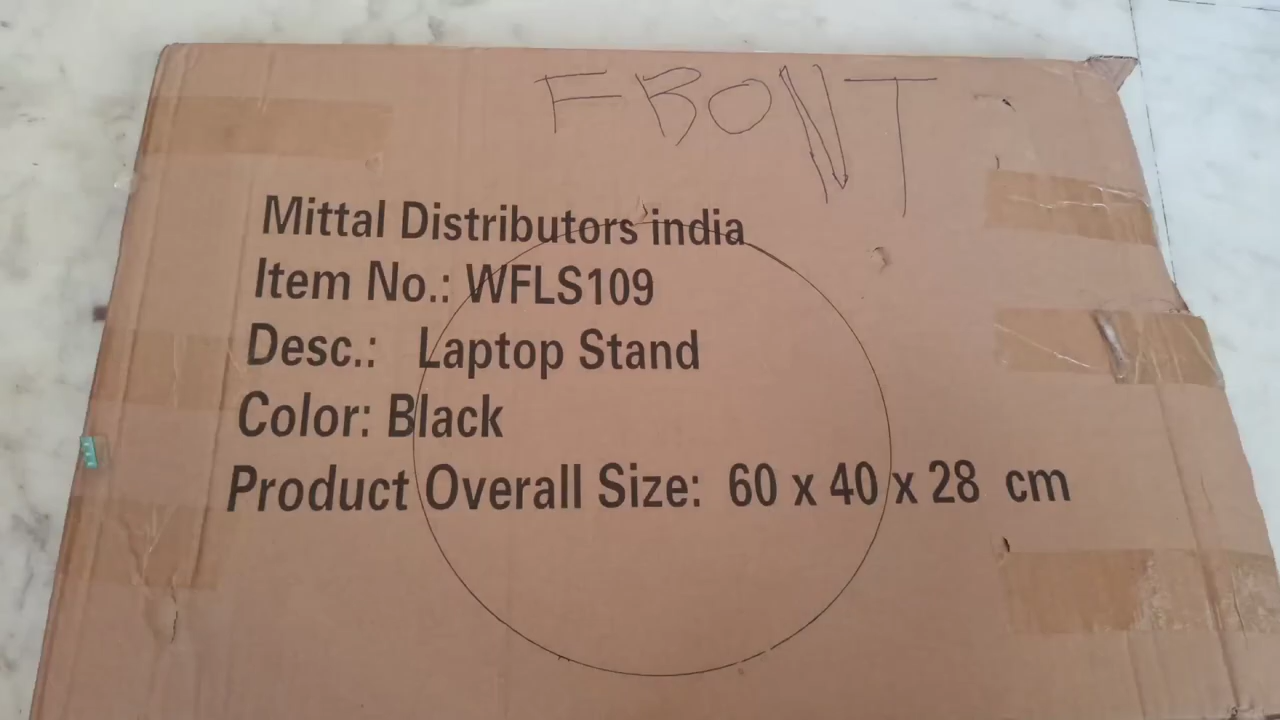 FRONT
Mittal Distributors india
Item No.: WFLS109
Desc.: Laptop Stand
Color: Black
Product Overall Size: 60 x 40 x 28 cm